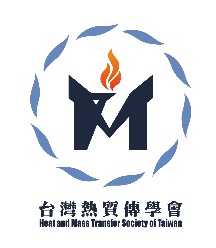 台灣熱質傳學會
Heat and Mass Transfer Society of Taiwan